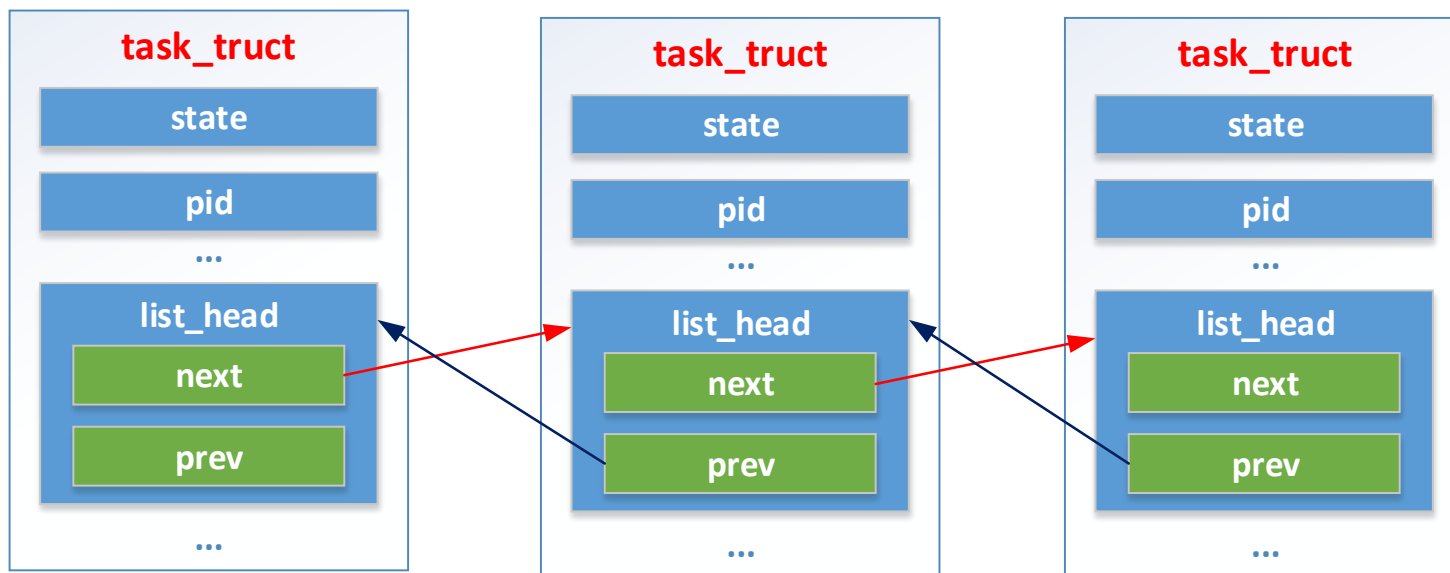 task_truct
state
pid
...
list_head
next
prev
...
task_truct
state
pid
...
list_head
next
prev
...
task_truct
state
pid
...
list_head
next
prev
...